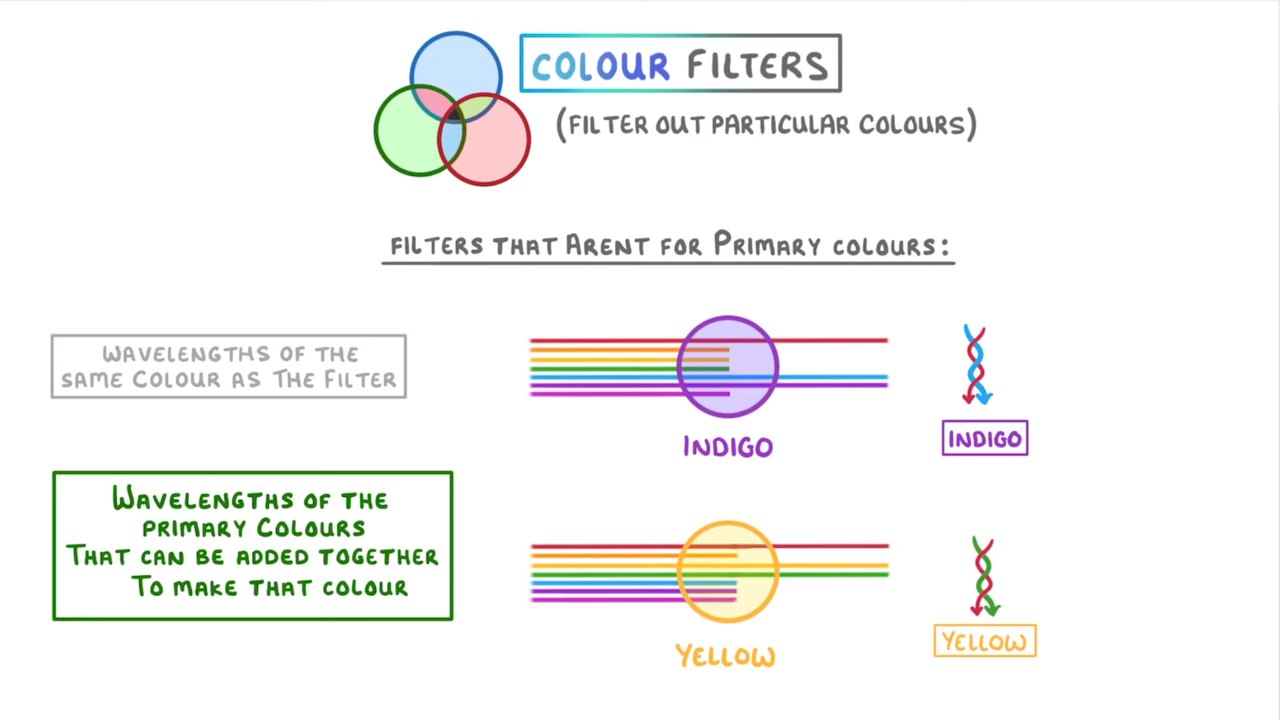 COLOUR FILTERS
(FILTER OUT PARTICULAR COLOURS)
FILTERS THAT ARENT FOR PRIMARY COLOURS:
WAVELENGTHS OF THE
SAME COLOUR AS THE FILTER
INDIGO
INDIGO
WAVELENGTHS OF THE
PRIMARY COLOURS
THAT CAN BE ADDED TOGETHER
TO MAKE THAT COLOUR
YELLOW
YELLOW